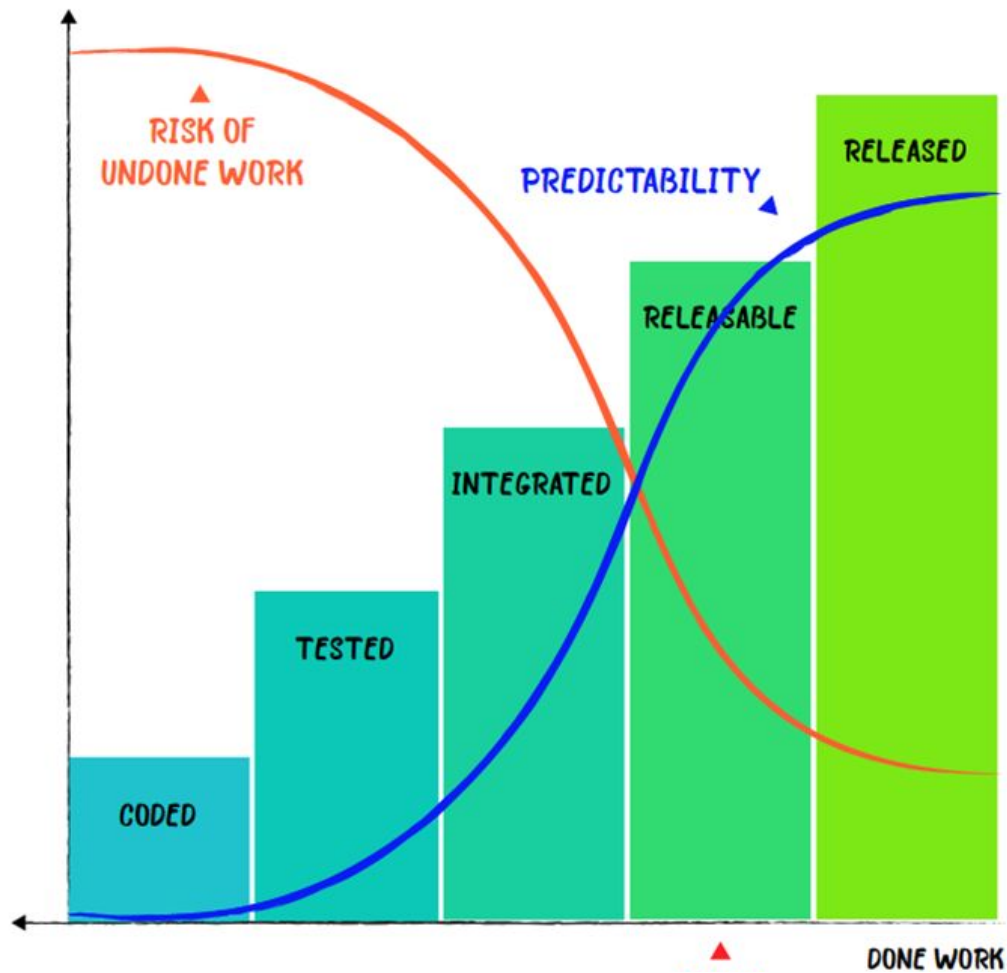 RISK OF
UNDONE WORK
PREDICTABILITY
RELEASED
RELEASABLE
INTEGRATED
TESTED
CODED
DONE WORK